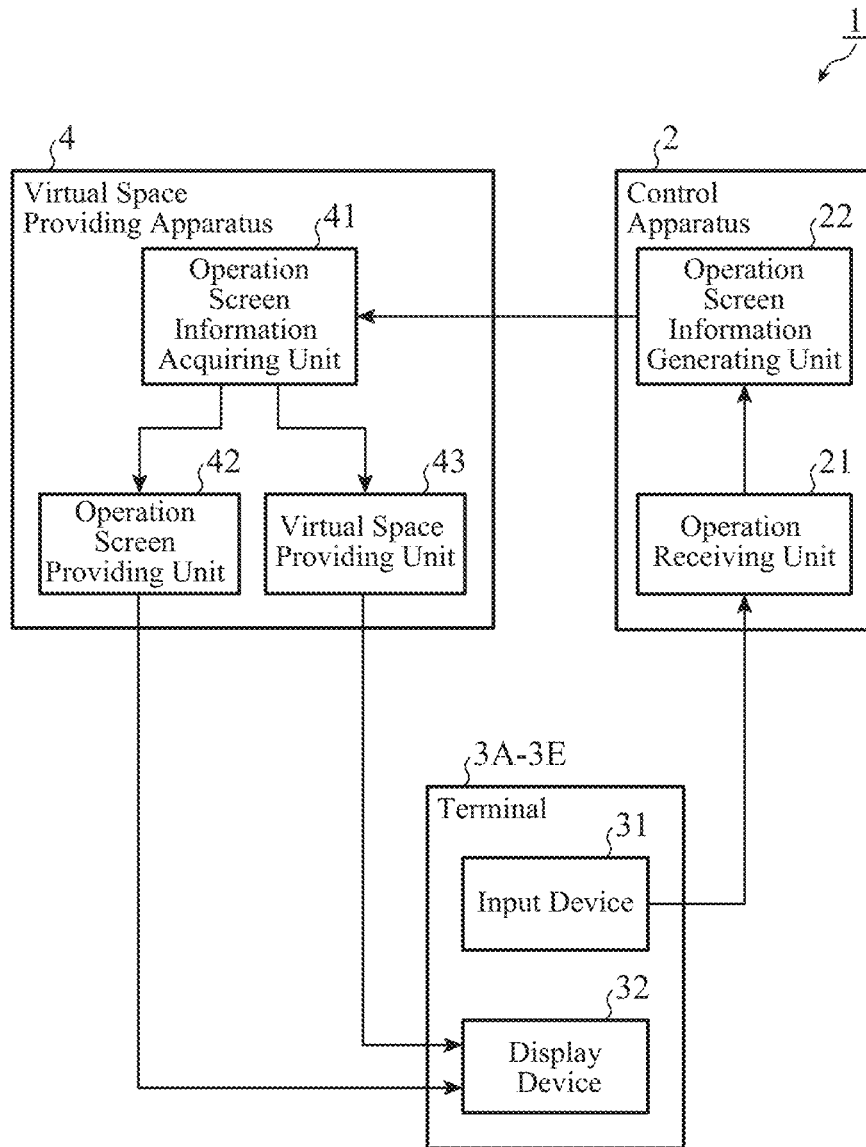 1
4
Virtual Space
Providing Apparatus
41
Operation
Screen
Information
Acquiring Unit
42
Operation
Screen
Providing Unit
43
Virtual Space
Providing Unit
2
Control
Apparatus
22
Operation
Screen
Information
Generating Unit
21
Operation
Receiving Unit
3A-3E
Terminal
31
Input Device
32
Display
Device